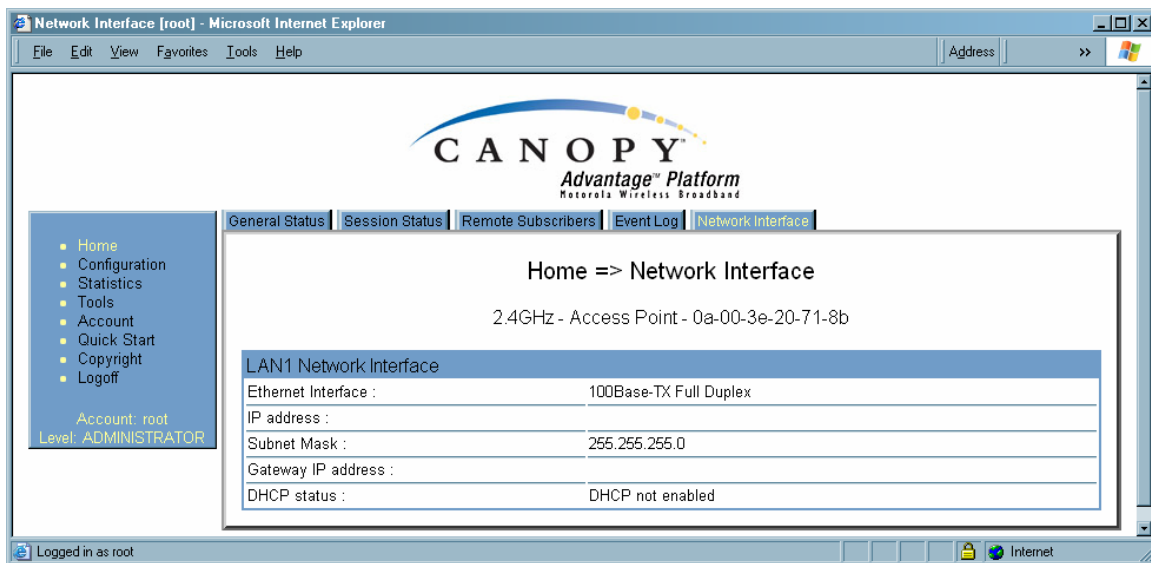 Network Interface [root] - Microsoft Internet Explorer
File Edit View Favorites Tools Help Address »
CANOPY™
Advantage™ Platform
Motorola Wireless Broadband
General Status Session Status Remote Subscribers Event Log Network Interface
Home
Configuration
Statistics
Tools
Account
Quick Start
Copyright
Logoff
Account: root
Level: ADMINISTRATOR
Home => Network Interface
2.4GHz - Access Point - 0a-00-3e-20-71-8b
LAN1 Network Interface
Ethernet Interface : 100Base-TX Full Duplex
IP address :
Subnet Mask : 255.255.255.0
Gateway IP address :
DHCP status : DHCP not enabled
Logged in as root Internet